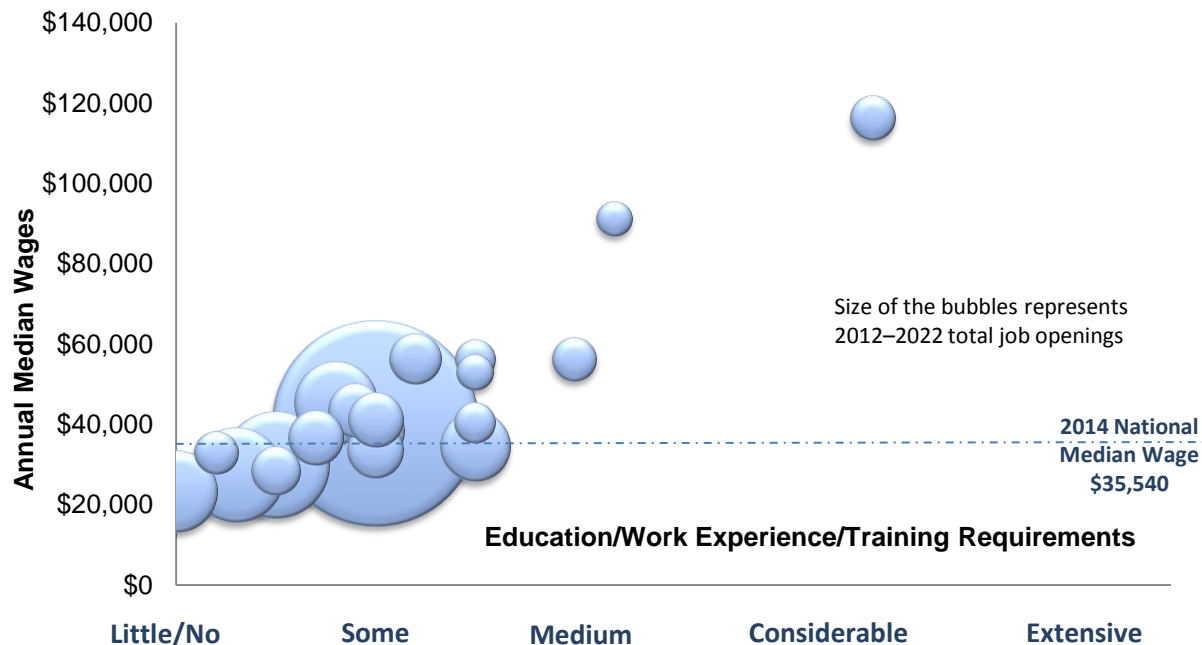 $140,000
$120,000
$100,000
$80,000
$60,000
$40,000
$20,000
$0
Annual Median Wages
Size of the bubbles represents
2012–2022 total job openings
2014 National
Median Wage
$35,540
Education/Work Experience/Training Requirements
Little/No
Some
Medium
Considerable
Extensive